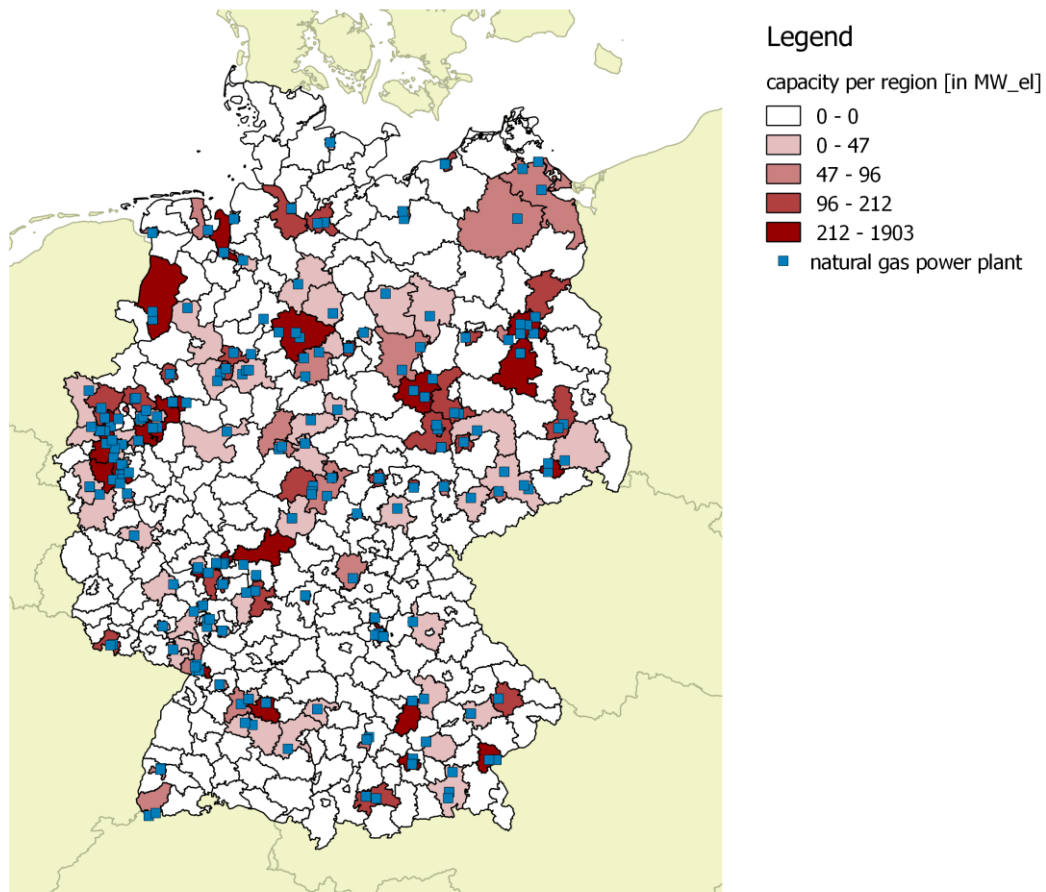 Legend
capacity per region [in MW_el]
0 - 0
0 - 47
47 - 96
96 - 212
212 - 1903
natural gas power plant